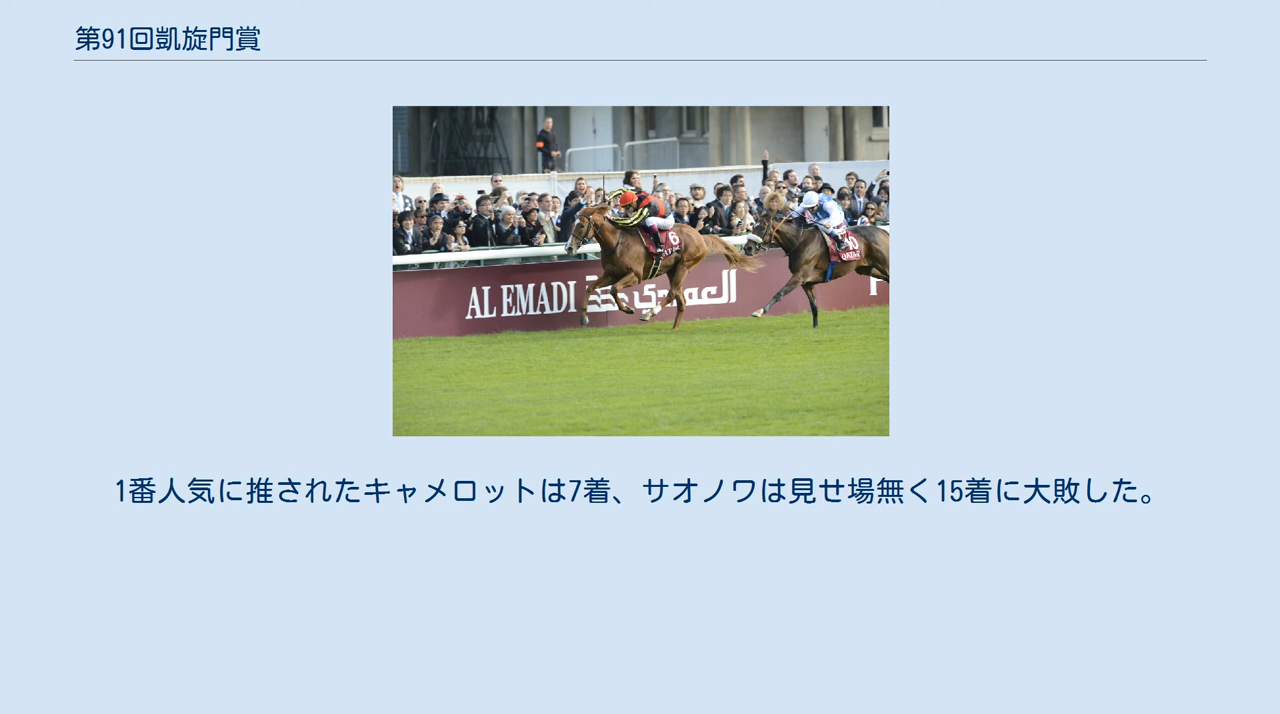 第91回凱旋門賞
6
QATAR
AL EMADI العمادي
1番人気に推されたキャメロットは7着、サオノワは見せ場無く15着に大敗した。